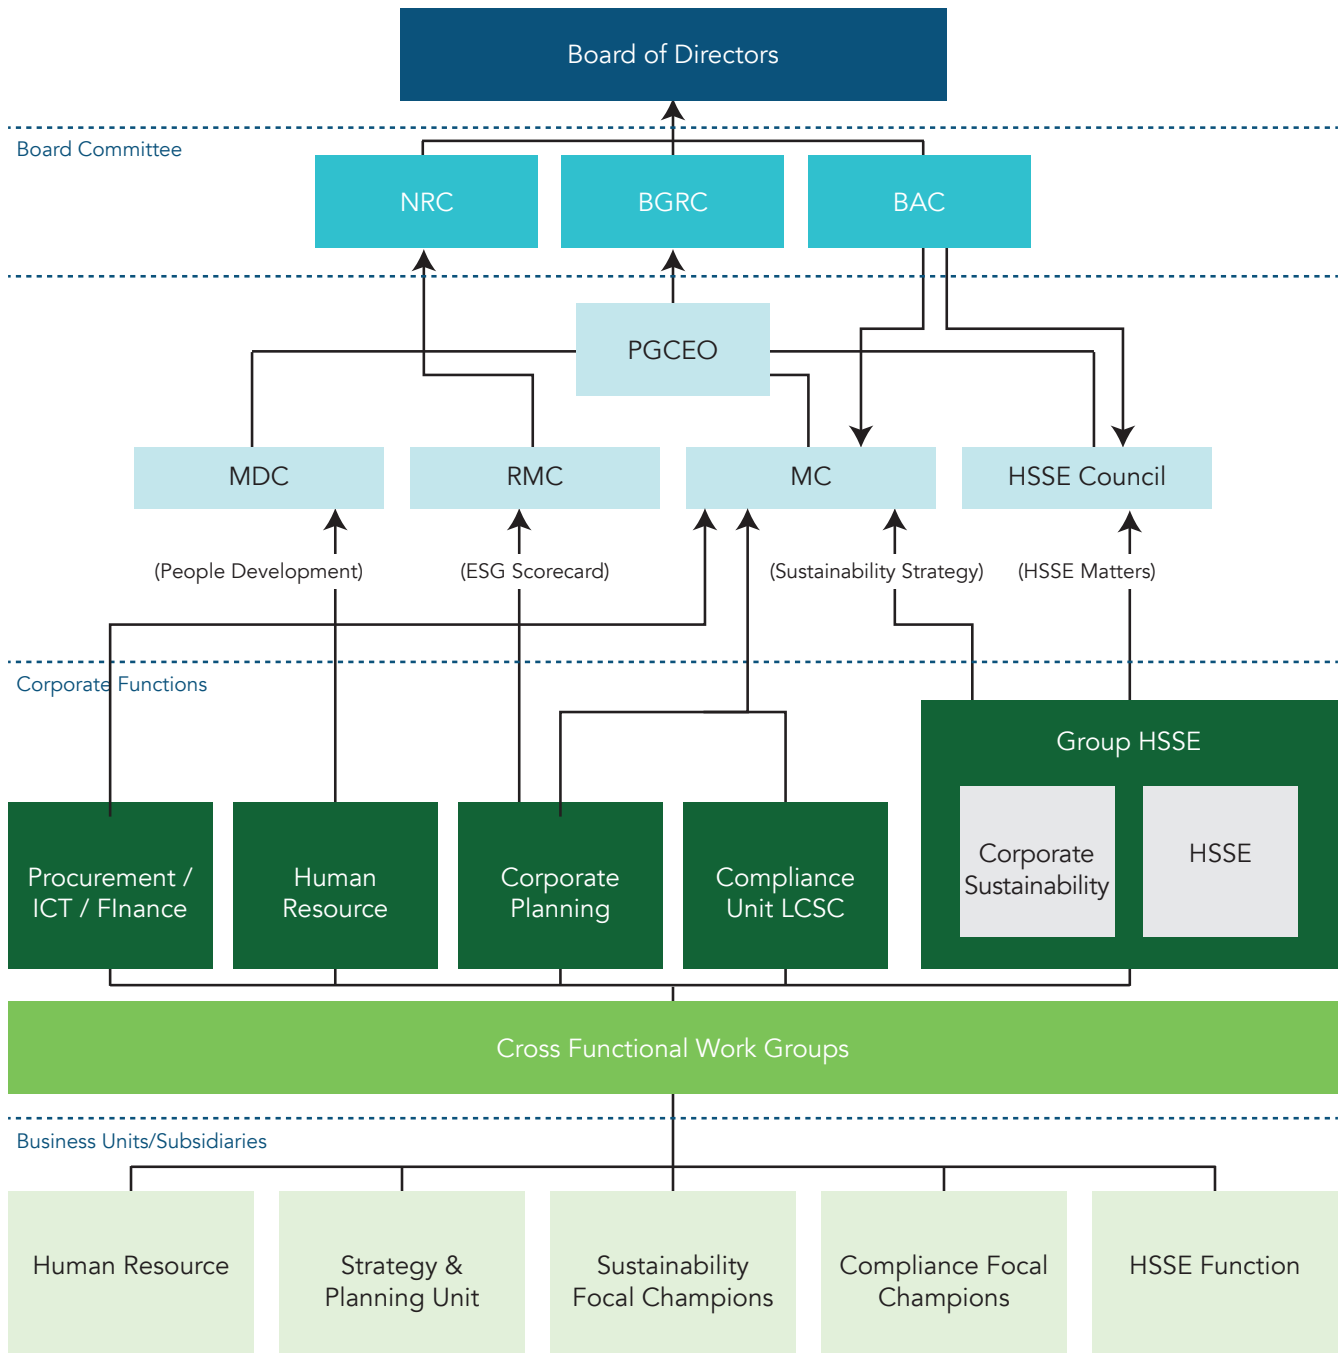 Board of Directors
Board Committee
NRC
BGRC
BAC
PGCEO
MDC
RMC
MC
HSSE Council
(People Development)
(ESG Scorecard)
(Sustainability Strategy)
(HSSE Matters)
Corporate Functions
Group HSSE
Corporate
Sustainability
HSSE
Procurement /
ICT / FInance
Human
Resource
Corporate
Planning
Compliance
Unit LCSC
Cross Functional Work Groups
Business Units/Subsidiaries
Human Resource
Strategy &
Planning Unit
Sustainability
Focal Champions
Compliance Focal
Champions
HSSE Function